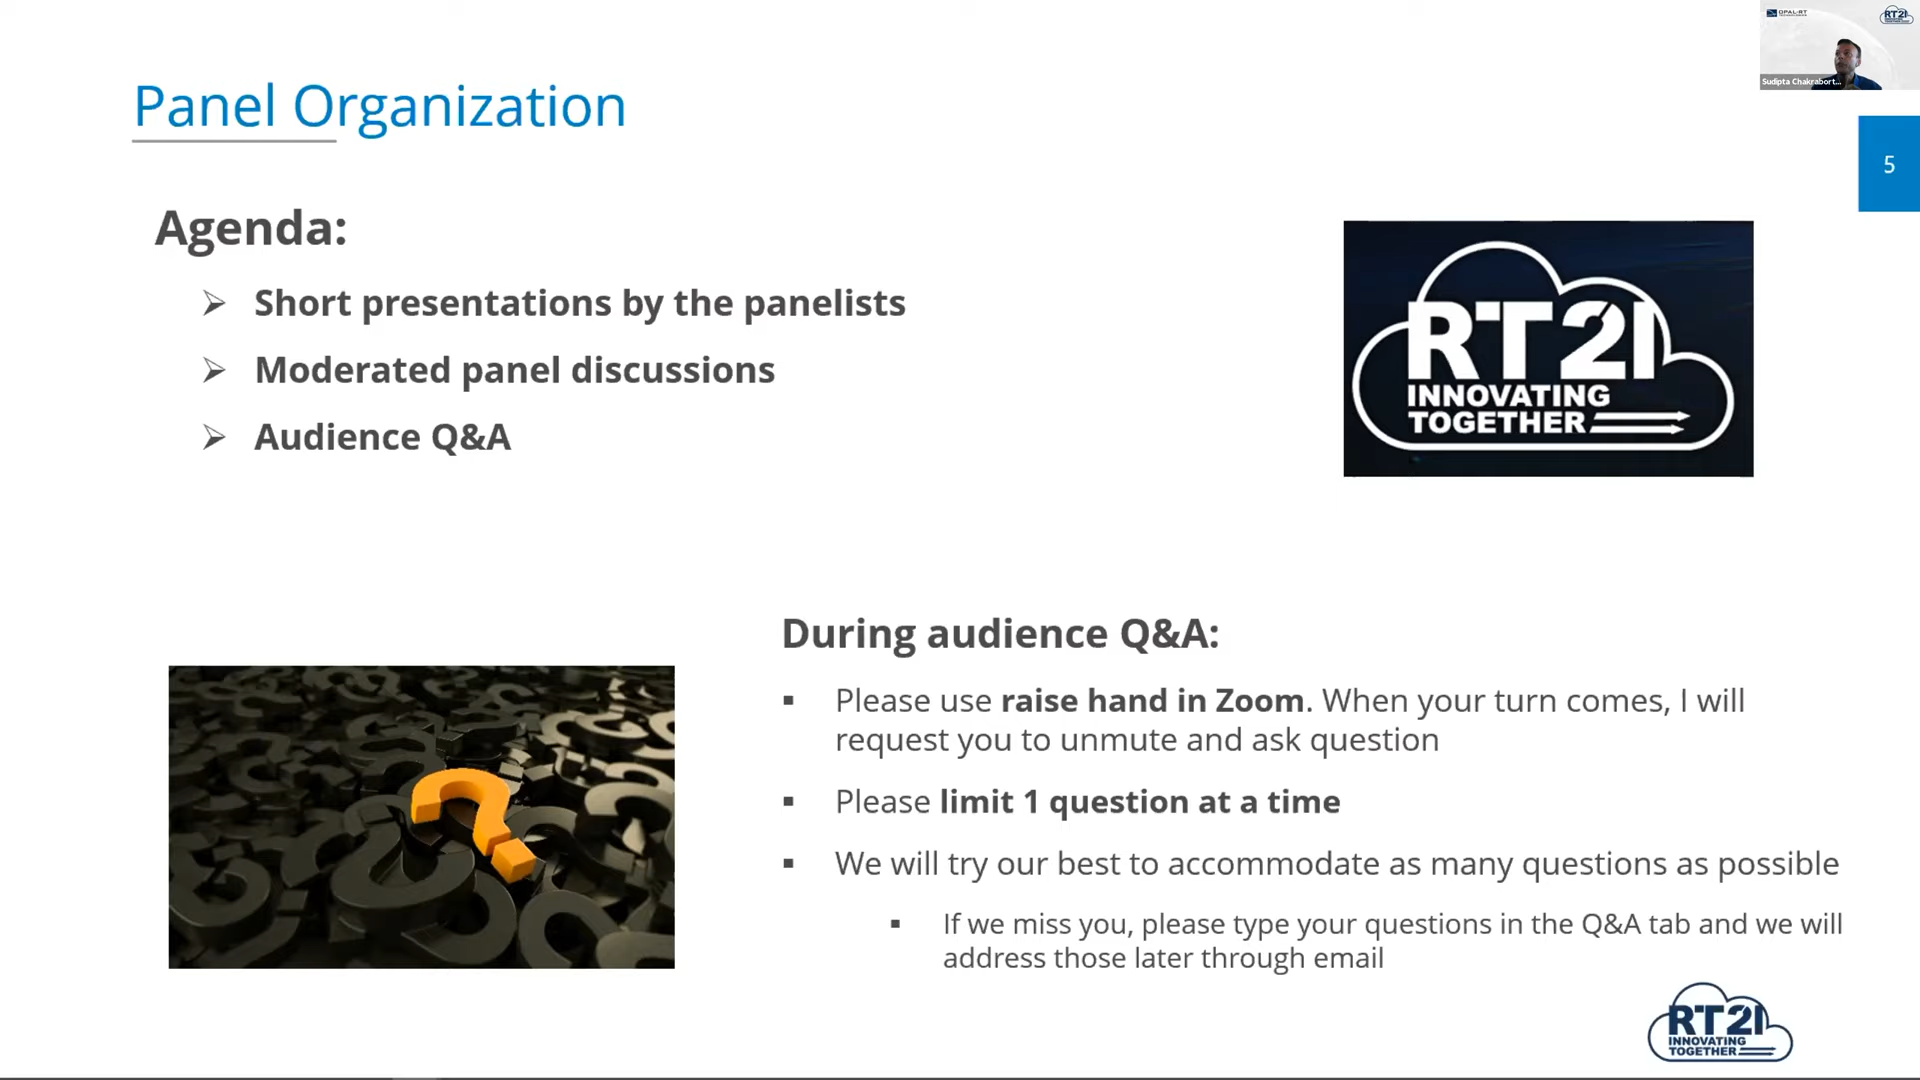 OPAL-RT
RT21
Sudipta Chakrabort...
Panel Organization
5
Agenda:
Short presentations by the panelists
Moderated panel discussions
Audience Q&A
RT21
INNOVATING
TOGETHER
During audience Q&A:
Please use raise hand in Zoom. When your turn comes, I will
request you to unmute and ask question
Please limit 1 question at a time
We will try our best to accommodate as many questions as possible
If we miss you, please type your questions in the Q&A tab and we will
address those later through email
RT21
INNOVATING
TOGETHER